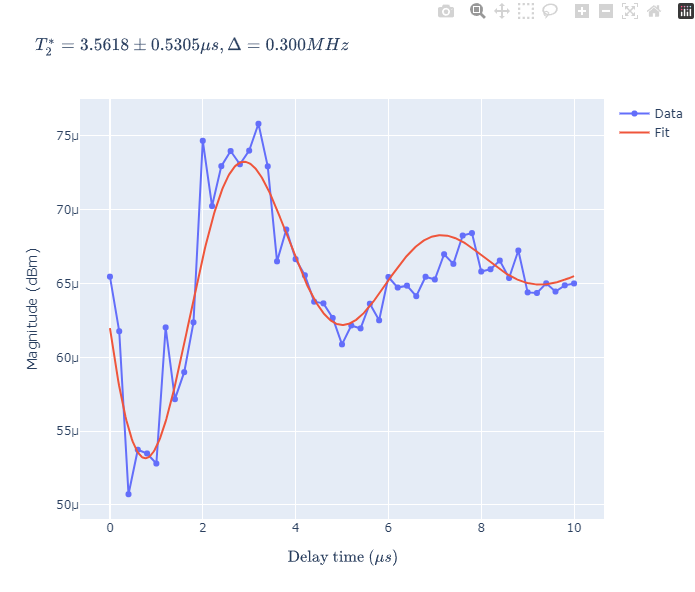 T₂* = 3.5618 ± 0.5305μs, Δ = 0.300MHz
Data
Fit
75μ
70μ
65μ
60μ
55μ
50μ
Magnitude (dBm)
0 2 4 6 8 10
Delay time (μs)